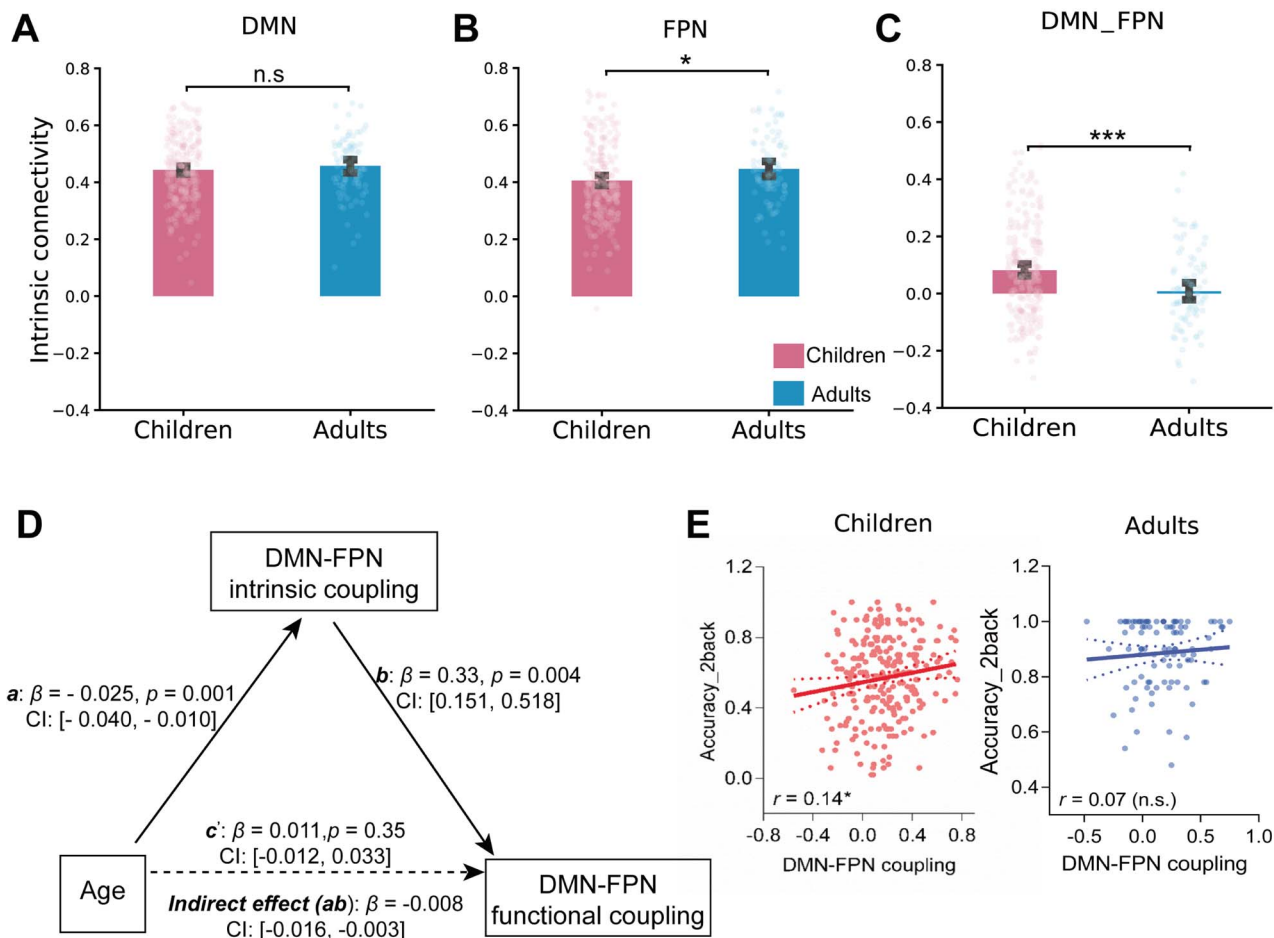 A
DMN
Intrinsic connectivity
0.8
0.6
0.4
0.2
0.0
−0.2
−0.4
n.s
Children
Adults
B
FPN
0.8
0.6
0.4
0.2
0.0
−0.2
−0.4
*
Children
Adults
Children
Adults
C
DMN_FPN
0.8
0.6
0.4
0.2
0.0
−0.2
−0.4
***
Children
Adults
D
DMN-FPN
intrinsic coupling
a: β = - 0.025, p = 0.001
CI: [- 0.040, - 0.010]
b: β = 0.33, p = 0.004
CI: [0.151, 0.518]
c’: β = 0.011,p = 0.35
CI: [-0.012, 0.033]
Age
Indirect effect (ab): β = -0.008
CI: [-0.016, -0.003]
DMN-FPN
functional coupling
E
Children
Accuracy_2back
1.2
0.8
0.4
0.0
r = 0.14*
-0.8
-0.4
0.0
0.4
0.8
DMN-FPN coupling
Adults
Accuracy_2back
1.2
1.0
0.8
0.6
0.4
r = 0.07 (n.s.)
-0.5
0.0
0.5
1.0
DMN-FPN coupling